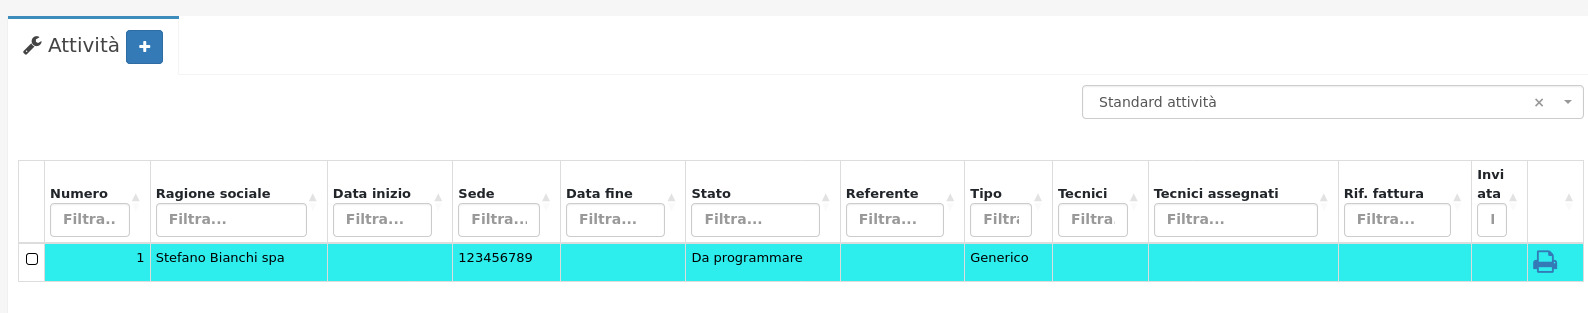 Attività
Standard attività
Numero Ragione sociale Data inizio Sede Data fine Stato Referente Tipo Tecnici Tecnici assegnati Rif. fattura Invi
ata
Filtra.. Filtra... Filtra... Filtra... Filtra... Filtra... Filtra... Filtra Filtra Filtra... Filtra...
1 Stefano Bianchi spa 123456789 Da programmare Generico